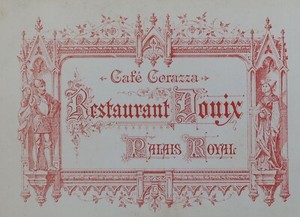 Café Corazza
Restaurant Douix
Palais Royal